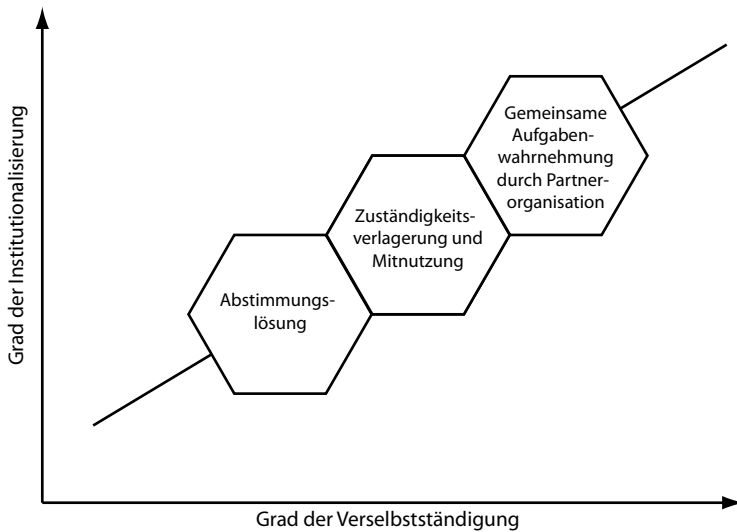 Grad der Institutionalisierung
Gemeinsame
Aufgaben-
wahrnehmung
durch Partner-
organisation
Zuständigkeits-
verlagerung und
Mitnutzung
Abstimmungs-
lösung
Grad der Verselbstständigung